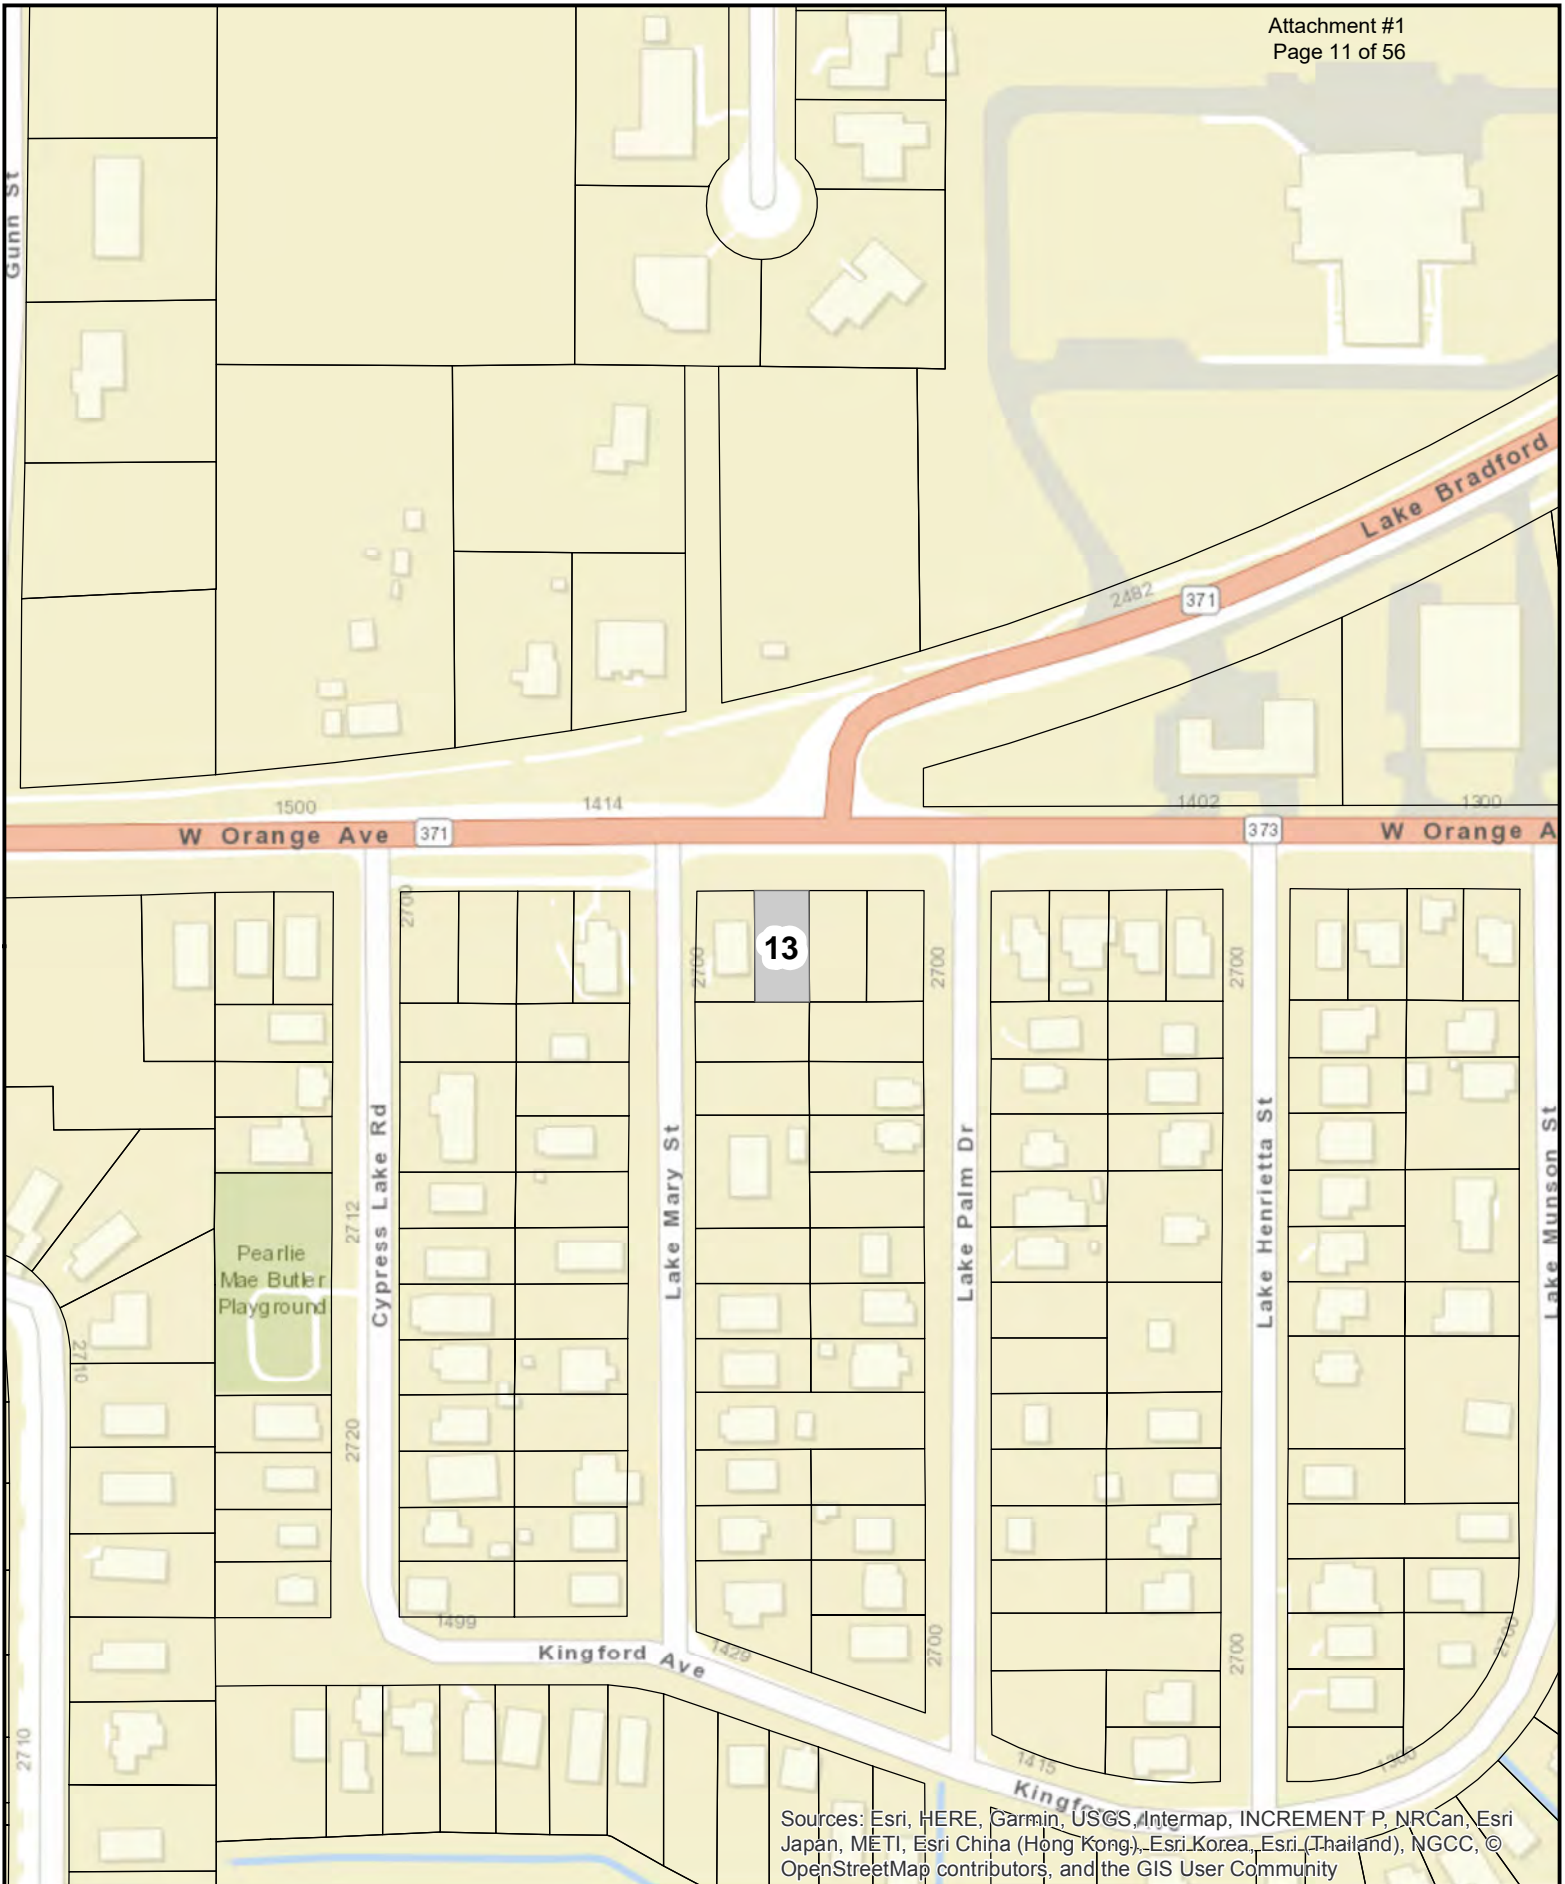 Attachment #1
Page 11 of 56
Gunn St
Lake Bradford
2482
371
1500
1414
1402
1300
W Orange Ave
371
373
W Orange A
2700
2700
13
2700
2700
Cypress Lake Rd
Lake Mary St
Lake Palm Dr
Lake Henrietta St
Lake Munson St
2712
Pearlie
Mae Butler
Playground
2710
2720
1499
Kingford Ave
1429
2700
2700
2700
2710
1415
1300
Kingford Ave
Sources: Esri, HERE, Garmin, USGS, Intermap, INCREMENT P, NRCan, Esri
Japan, METI, Esri China (Hong Kong), Esri Korea, Esri (Thailand), NGCC, ©
OpenStreetMap contributors, and the GIS User Community